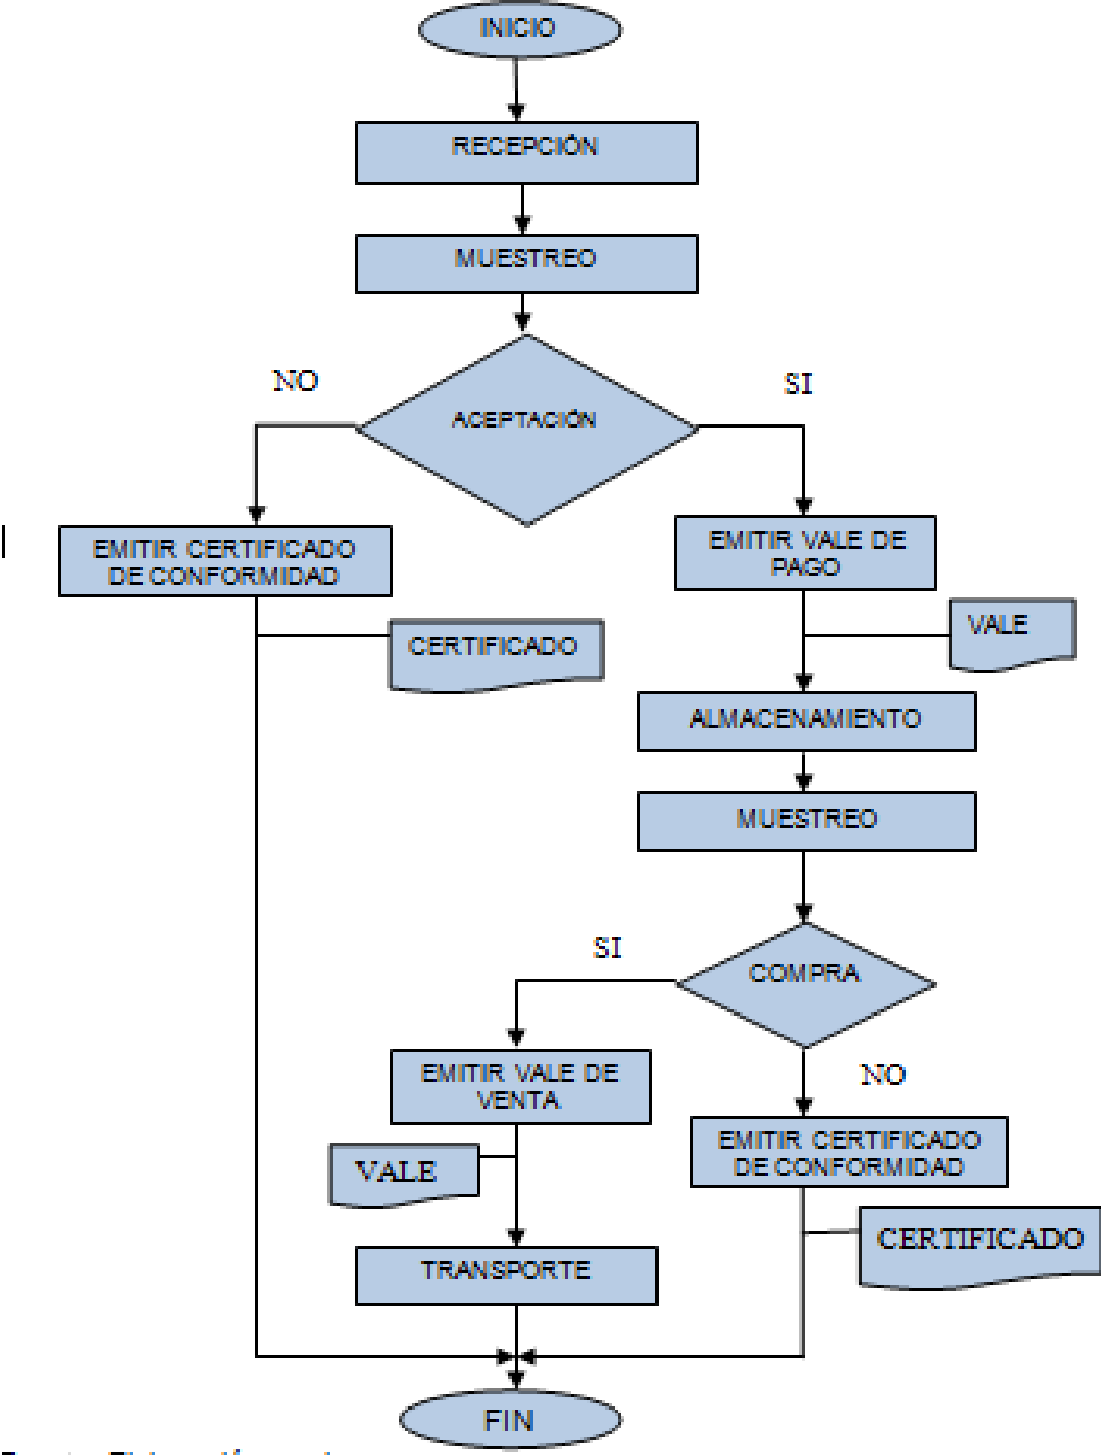 INICIO
RECEPCIÓN
MUESTREO
NO
SI
ACEPTACIÓN
EMITIR CERTIFICADO
DE CONFORMIDAD
EMITIR VALE DE
PAGO
CERTIFICADO
VALE
ALMACENAMIENTO
MUESTREO
SI
COMPRA
NO
EMITIR VALE DE
VENTA
EMITIR CERTIFICADO
DE CONFORMIDAD
VALE
CERTIFICADO
TRANSPORTE
FIN